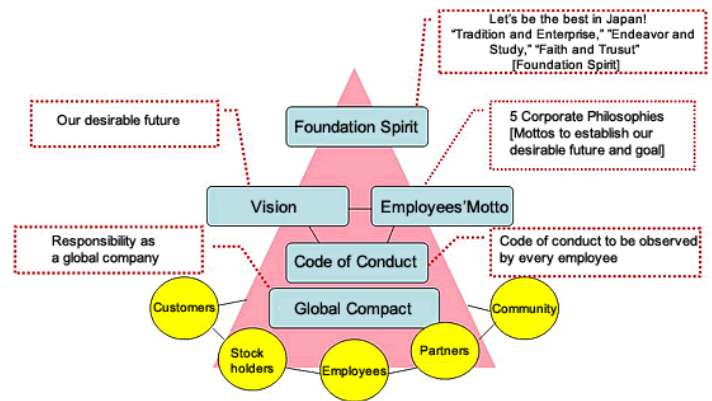 Let's be the best in Japan!
"Tradition and Enterprise," "Endeavor and
Study," "Faith and Trusut"
[Foundation Spirit]
Our desirable future
Foundation Spirit
5 Corporate Philosophies
[Mottos to establish our
desirable future and goal]
Vision
Employees'Motto
Responsibility as
a global company
Code of Conduct
Code of conduct to be observed
by every employee
Global Compact
Customers
Community
Stock
holders
Employees
Partners